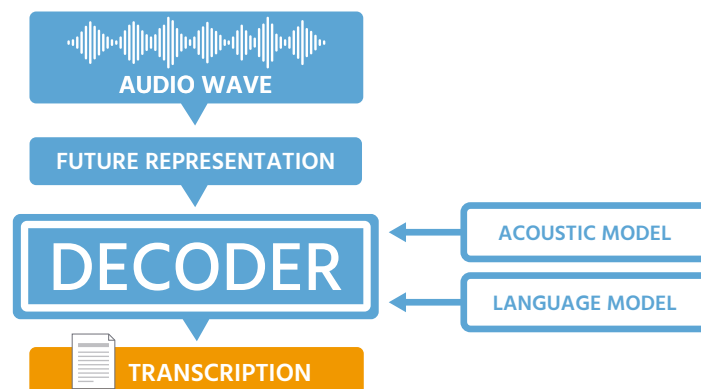 AUDIO WAVE
FUTURE REPRESENTATION
DECODER
ACOUSTIC MODEL
LANGUAGE MODEL
TRANSCRIPTION